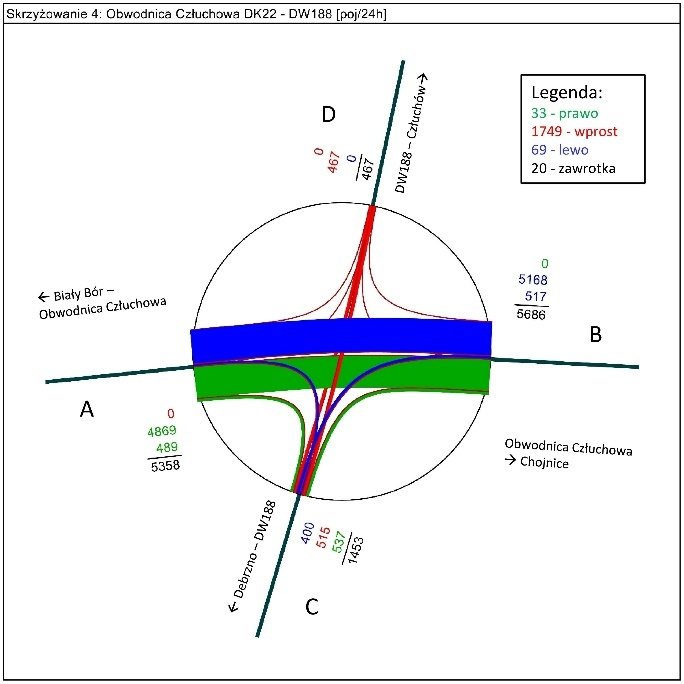 Skrzyżowanie 4: Obwodnica Człuchowa DK22 - DW188 [poj/24h]
D
0
467
0
467
DW188 – Człuchów →
Legenda:
33 - prawo
1749 - wprost
69 - lewo
20 - zawrotka
← Biały Bór –
Obwodnica Człuchowa
0
5168
517
5686
B
A
0
4869
489
5358
Obwodnica Człuchowa
→ Chojnice
← Debrzno – DW188
400
515
537
1453
C